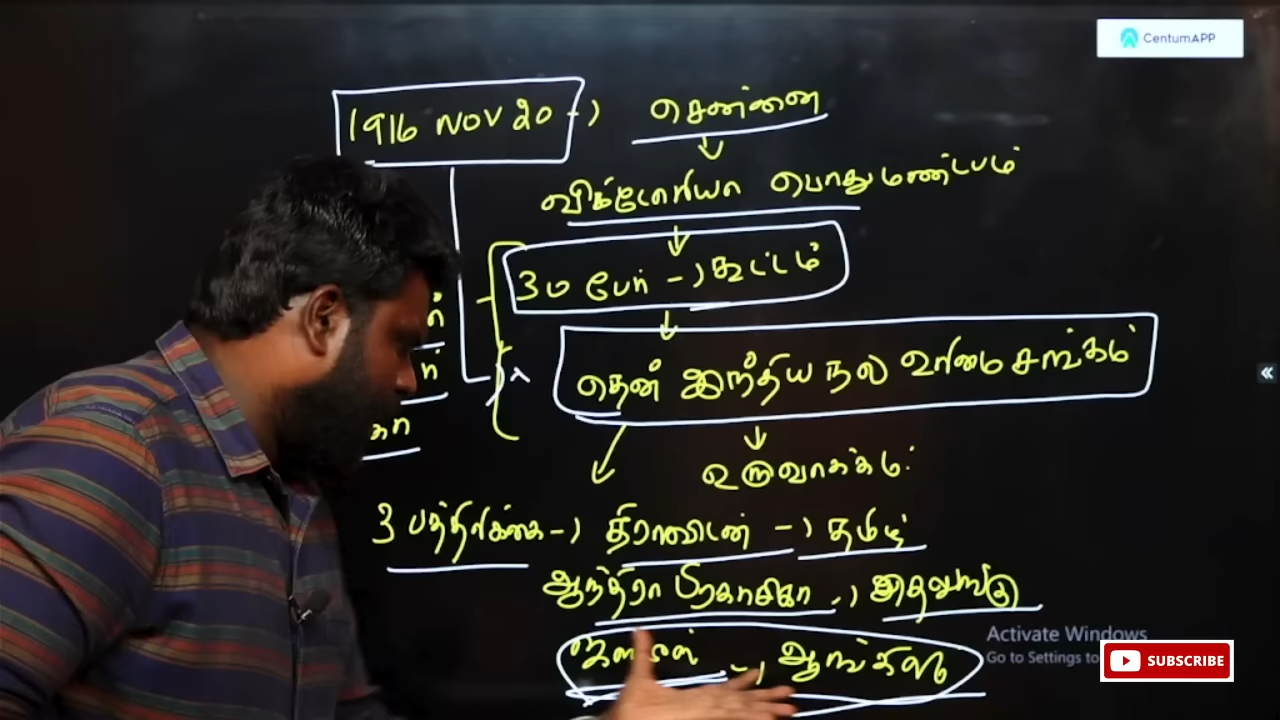 CentumAPP
1916 NOV 20 -> சென்னை
விக்டோரியா பொதுமண்டபம்
30 பேர் -> கூட்டம்
தென் இந்திய நல உரிமை சங்கம்
உருவாக்கம்
3 பத்திரிக்கை -> திராவிடன் -> தமிழ்
ஆந்திரா பிரகாசிகா -> தெலுங்கு
-> ஆங்கிலம்
Activate Windows
Go to Settings to
SUBSCRIBE